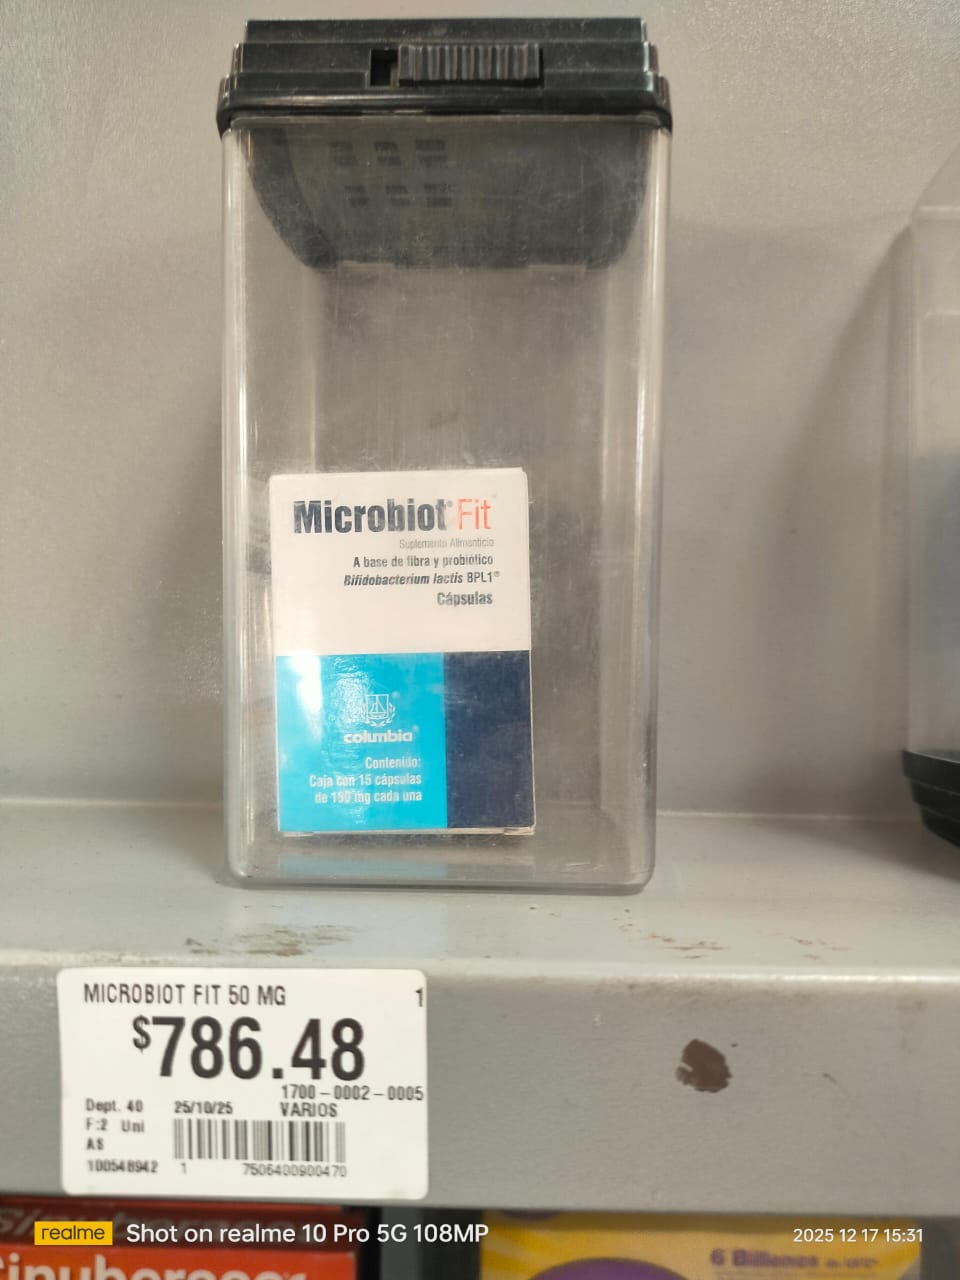 Microbiot® Fit®
Suplemento Alimenticio
A base de fibra y probiótico
Bifidobacterium lactis BPL1®
Cápsulas
columbia®
Contenido:
Caja con 15 cápsulas
de 150 mg cada una
MICROBIOT FIT 50 MG 1
$786.48
1700-0002-0005
Dept. 40 25/10/25 VARIOS
F:2 Uni
AS
100548942 1 7506400900470
6 Billones
realme Shot on realme 10 Pro 5G 108MP
2025 12 17 15:31